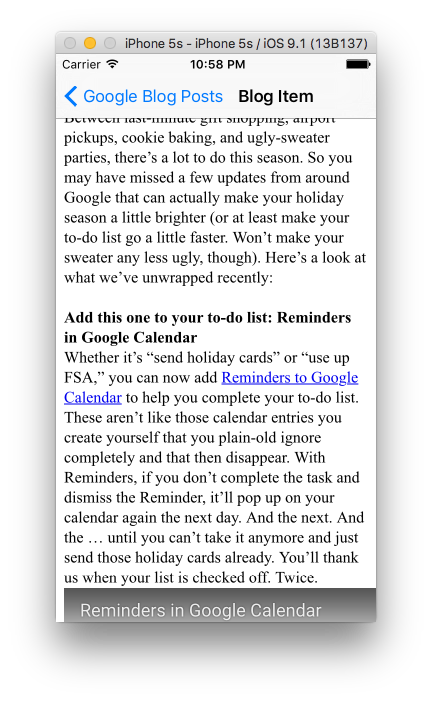 iPhone 5s - iPhone 5s / iOS 9.1 (13B137)
Carrier 10:58 PM
Google Blog Posts Blog Item
Between last-minute gift shopping, airport
pickups, cookie baking, and ugly-sweater
parties, there’s a lot to do this season. So you
may have missed a few updates from around
Google that can actually make your holiday
season a little brighter (or at least make your
to-do list go a little faster. Won’t make your
sweater any less ugly, though). Here’s a look at
what we’ve unwrapped recently:
Add this one to your to-do list: Reminders
in Google Calendar
Whether it’s “send holiday cards” or “use up
FSA,” you can now add Reminders to Google
Calendar to help you complete your to-do list.
These aren’t like those calendar entries you
create yourself that you plain-old ignore
completely and that then disappear. With
Reminders, if you don’t complete the task and
dismiss the Reminder, it’ll pop up on your
calendar again the next day. And the next. And
the … until you can’t take it anymore and just
send those holiday cards already. You’ll thank
us when your list is checked off. Twice.
Reminders in Google Calendar